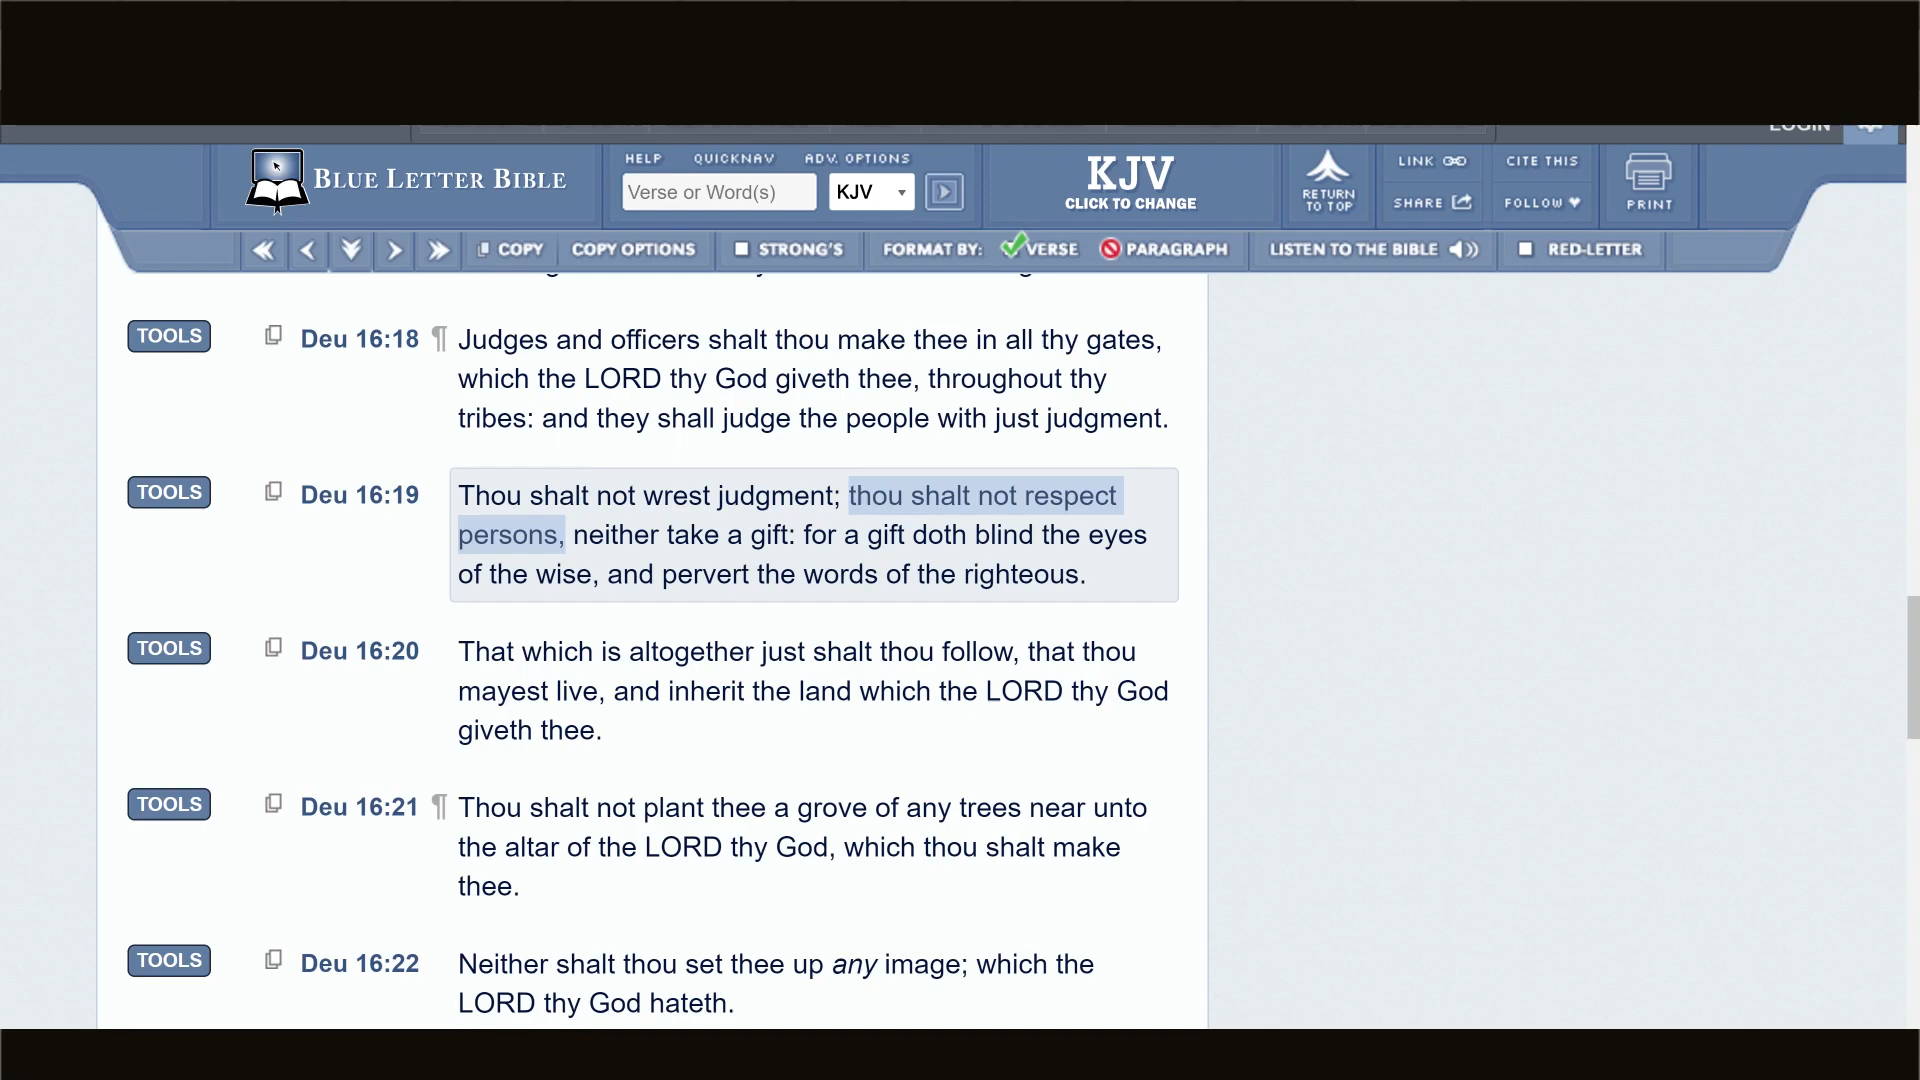 LOGIN
BLUE LETTER BIBLE
HELP QUICKNAV ADV. OPTIONS
Verse or Word(s) KJV
KJV
CLICK TO CHANGE
RETURN
TO TOP
LINK
CITE THIS
SHARE
FOLLOW
PRINT
COPY COPY OPTIONS STRONG'S FORMAT BY: VERSE PARAGRAPH LISTEN TO THE BIBLE RED-LETTER
TOOLS Deu 16:18 ¶ Judges and officers shalt thou make thee in all thy gates,
which the LORD thy God giveth thee, throughout thy
tribes: and they shall judge the people with just judgment.
TOOLS Deu 16:19 Thou shalt not wrest judgment; thou shalt not respect
persons, neither take a gift: for a gift doth blind the eyes
of the wise, and pervert the words of the righteous.
TOOLS Deu 16:20 That which is altogether just shalt thou follow, that thou
mayest live, and inherit the land which the LORD thy God
giveth thee.
TOOLS Deu 16:21 ¶ Thou shalt not plant thee a grove of any trees near unto
the altar of the LORD thy God, which thou shalt make
thee.
TOOLS Deu 16:22 Neither shalt thou set thee up any image; which the
LORD thy God hateth.